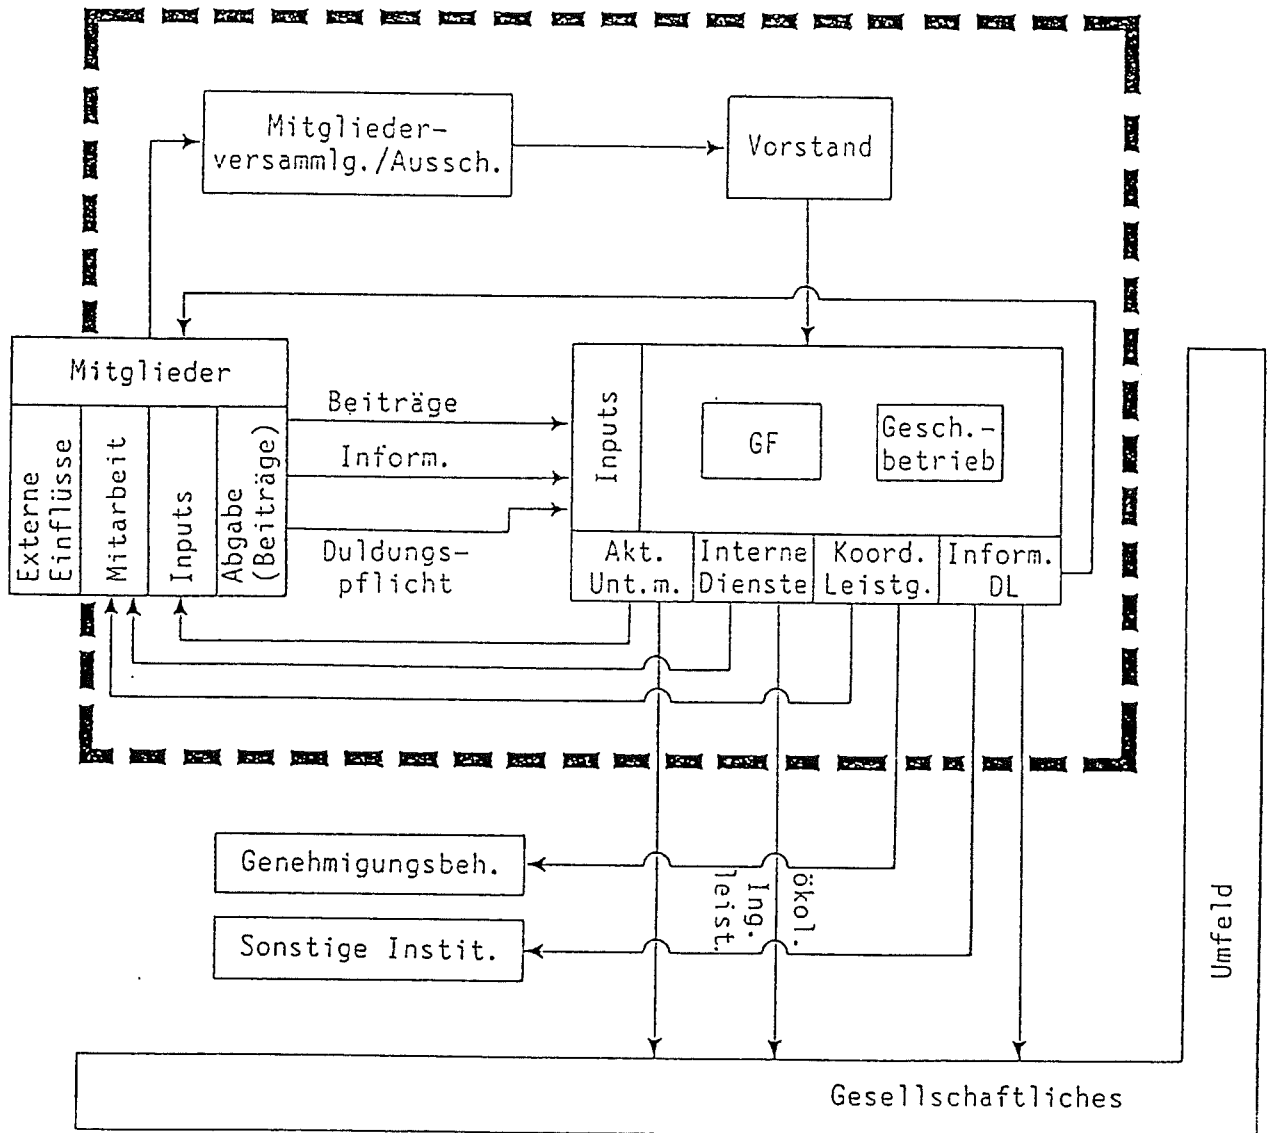 Mitglieder-
versammlg./Aussch.
Vorstand
Mitglieder
Externe
Einflüsse
Mitarbeit
Inputs
Abgabe
(Beiträge)
Beiträge
Inform.
Duldungs-
pflicht
Inputs
GF
Gesch.-
betrieb
Akt.
Unt.m.
Interne
Dienste
Koord.
Leistg.
Inform.
DL
Genehmigungsbeh.
Sonstige Instit.
ökol.
Ing.
leist.
Umfeld
Gesellschaftliches